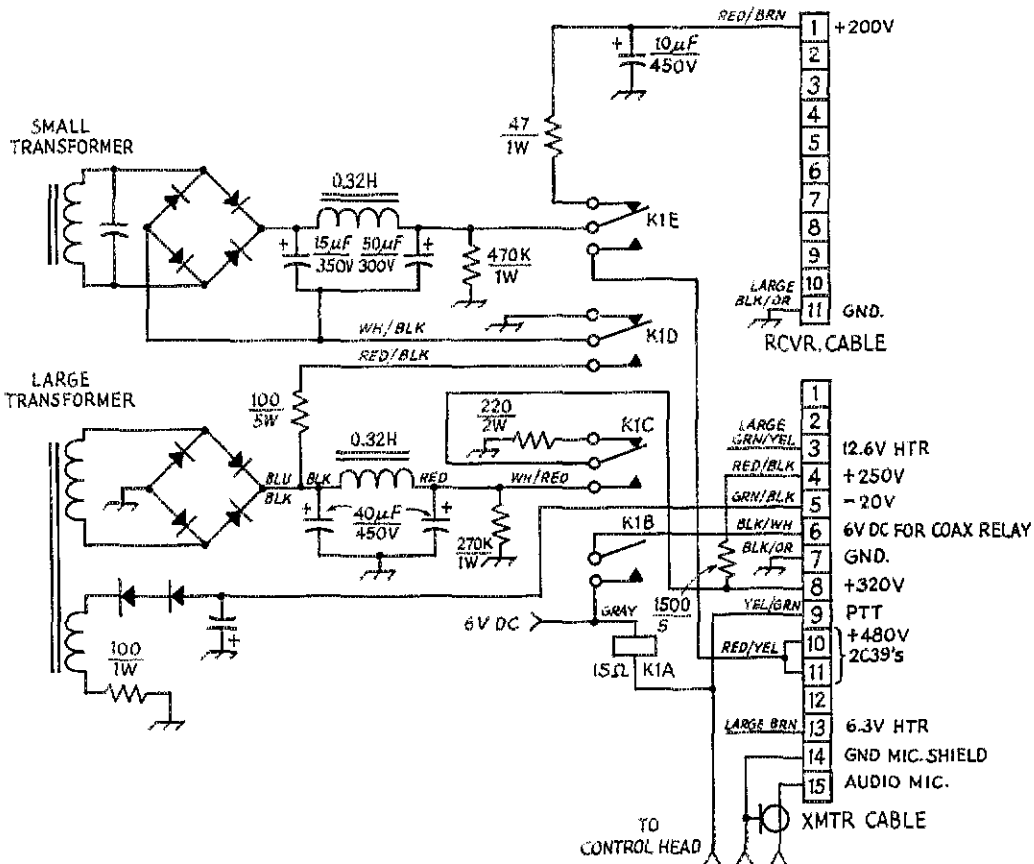 RED/BRN
1
+200V
+
10µF
450V
2
3
4
5
6
7
8
9
10
11
GND.
LARGE
BLK/OR
RCVR. CABLE
SMALL
TRANSFORMER
47
1W
0.32H
+
15µF
350V
50µF
300V
+
470K
1W
K1E
WH/BLK
K1D
RED/BLK
LARGE
TRANSFORMER
100
5W
0.32H
220
2W
K1C
BLU
BLK
BLK
RED
WH/RED
+
40µF
450V
+
270K
1W
K1B
6V DC
GRAY
15Ω
K1A
1500
5
+
100
1W
1
2
LARGE
GRN/YEL
3
12.6V HTR
RED/BLK
4
+250V
GRN/BLK
5
-20V
BLK/WH
6
6V DC FOR COAX RELAY
BLK/OR
7
GND.
8
+320V
YEL/GRN
9
PTT
RED/YEL
10
+480V
11
2C39's
12
LARGE BRN
13
6.3V HTR
14
GND MIC. SHIELD
15
AUDIO MIC.
XMTR CABLE
TO
CONTROL HEAD